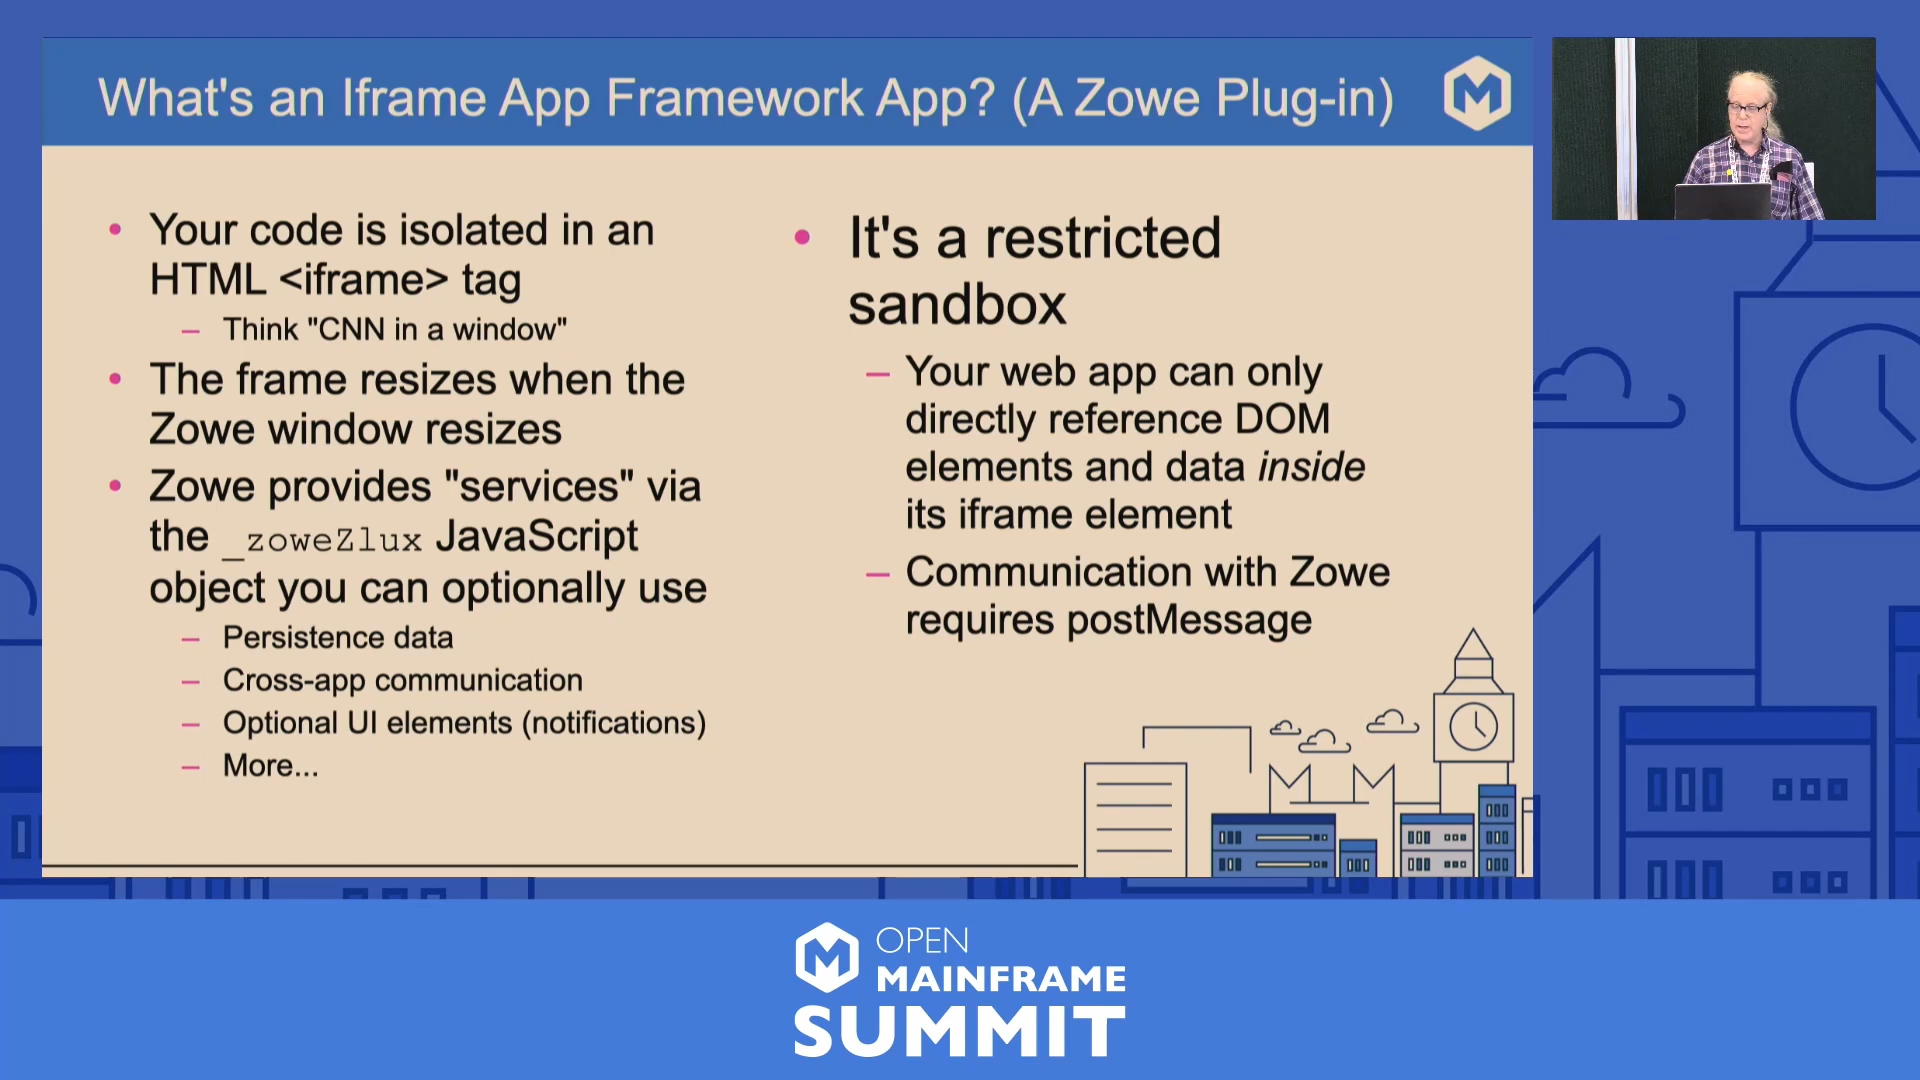 What's an Iframe App Framework App? (A Zowe Plug-in)
• Your code is isolated in an
HTML <iframe> tag
– Think "CNN in a window"
• The frame resizes when the
Zowe window resizes
• Zowe provides "services" via
the _zoweZlux JavaScript
object you can optionally use
– Persistence data
– Cross-app communication
– Optional UI elements (notifications)
– More...
• It's a restricted
sandbox
– Your web app can only
directly reference DOM
elements and data inside
its iframe element
– Communication with Zowe
requires postMessage
OPEN
MAINFRAME
SUMMIT